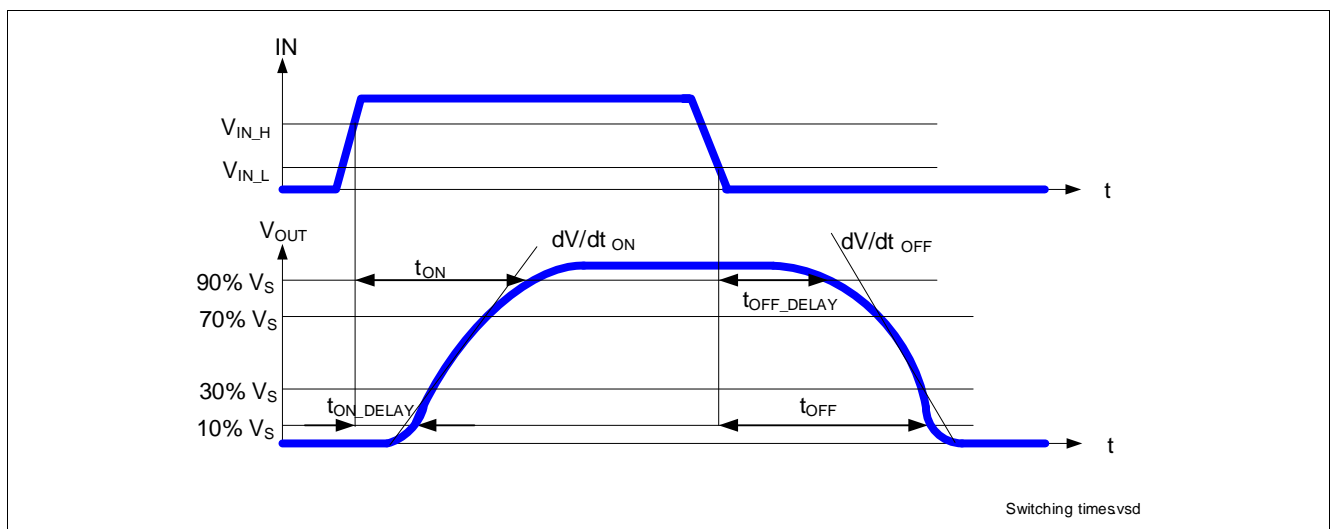 IN
V_IN_H
V_IN_L
t
V_OUT
dV/dt ON
dV/dt OFF
90% V_S
t_ON
t_OFF_DELAY
70% V_S
30% V_S
t_ON_DELAY
t_OFF
10% V_S
t
Switching times.vsd